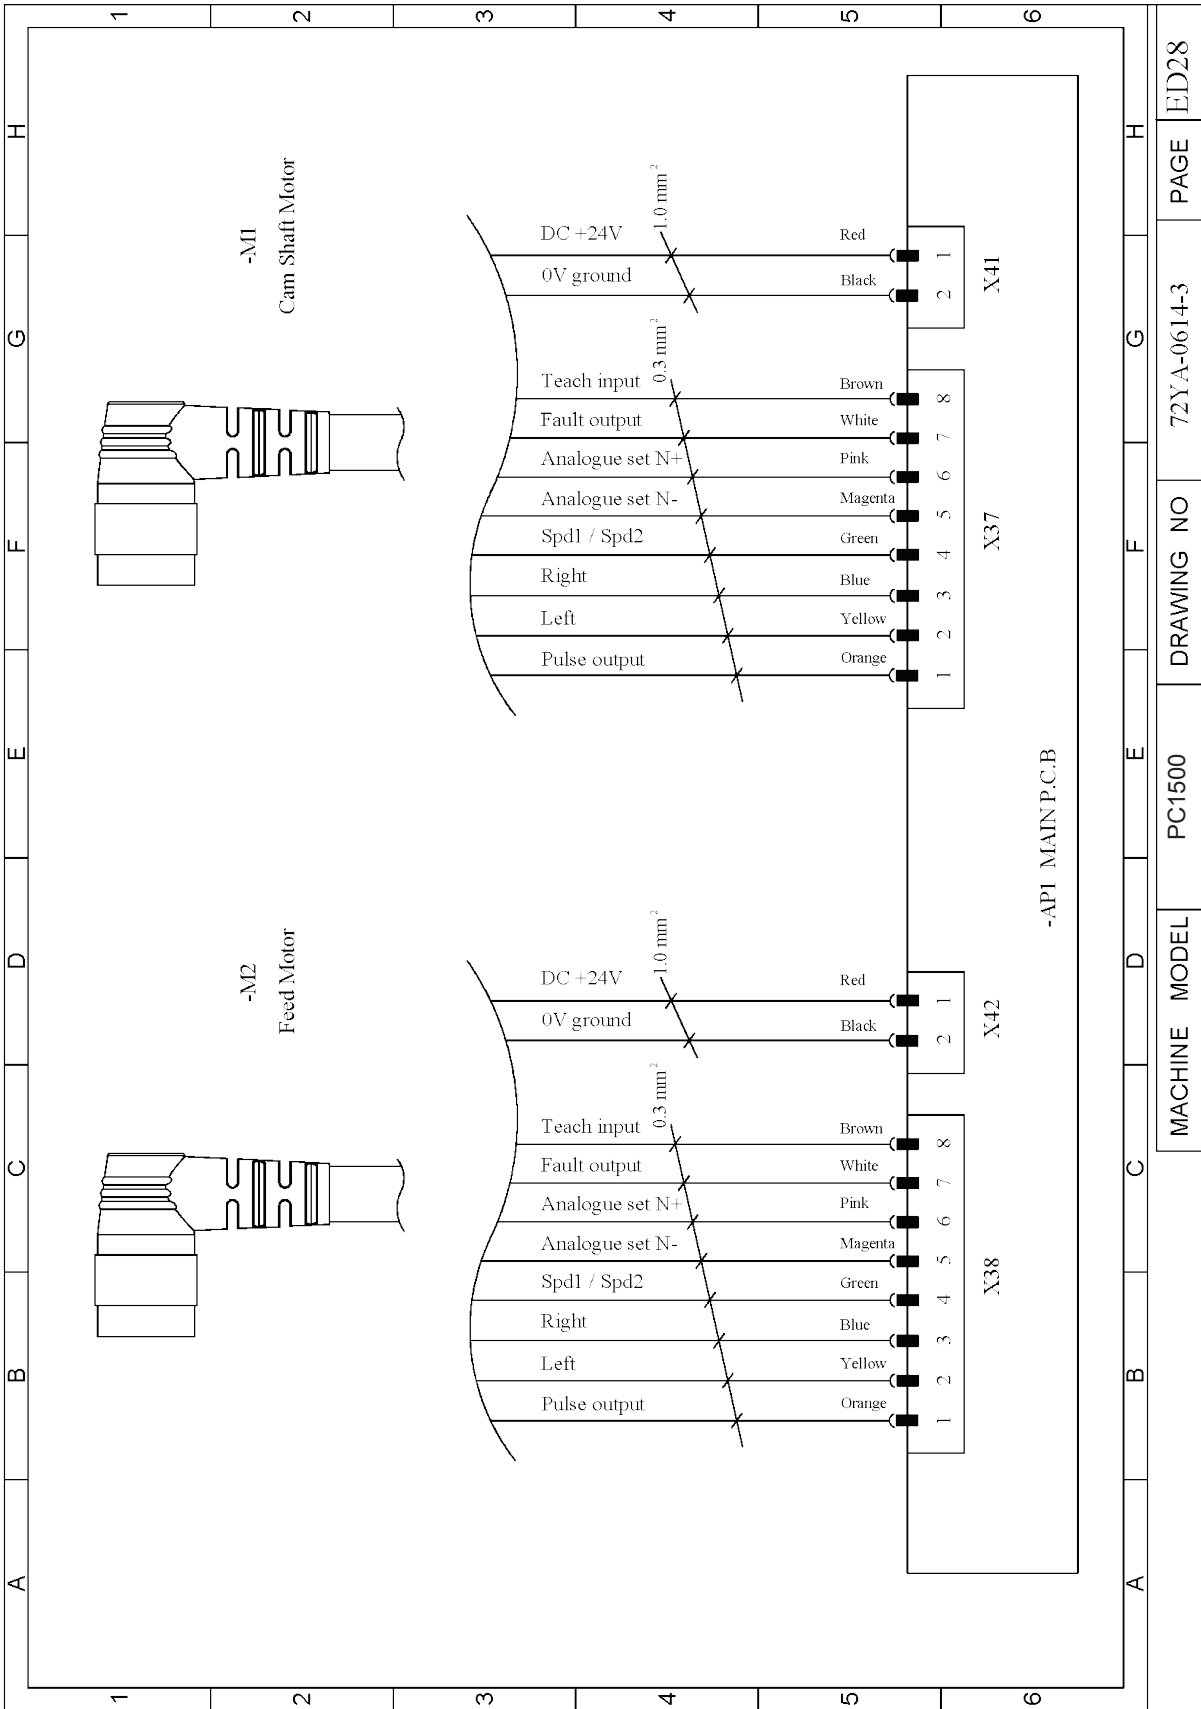 1
2
3
4
5
6
H
G
F
E
D
C
B
A
-M1
Cam Shaft Motor
DC +24V
0V ground
1.0 mm²
Red
Black
1
2
X41
Teach input
Fault output
Analogue set N+
Analogue set N-
Spd1 / Spd2
Right
Left
Pulse output
0.3 mm²
Brown
White
Pink
Magenta
Green
Blue
Yellow
Orange
8
7
6
5
4
3
2
1
X37
-M2
Feed Motor
DC +24V
0V ground
1.0 mm²
Red
Black
1
2
X42
Teach input
Fault output
Analogue set N+
Analogue set N-
Spd1 / Spd2
Right
Left
Pulse output
0.3 mm²
Brown
White
Pink
Magenta
Green
Blue
Yellow
Orange
8
7
6
5
4
3
2
1
X38
-AP1 MAIN P.C.B
H
G
F
E
D
C
B
A
1
2
3
4
5
6
MACHINE MODEL
PC1500
DRAWING NO
72YA-0614-3
PAGE
ED28